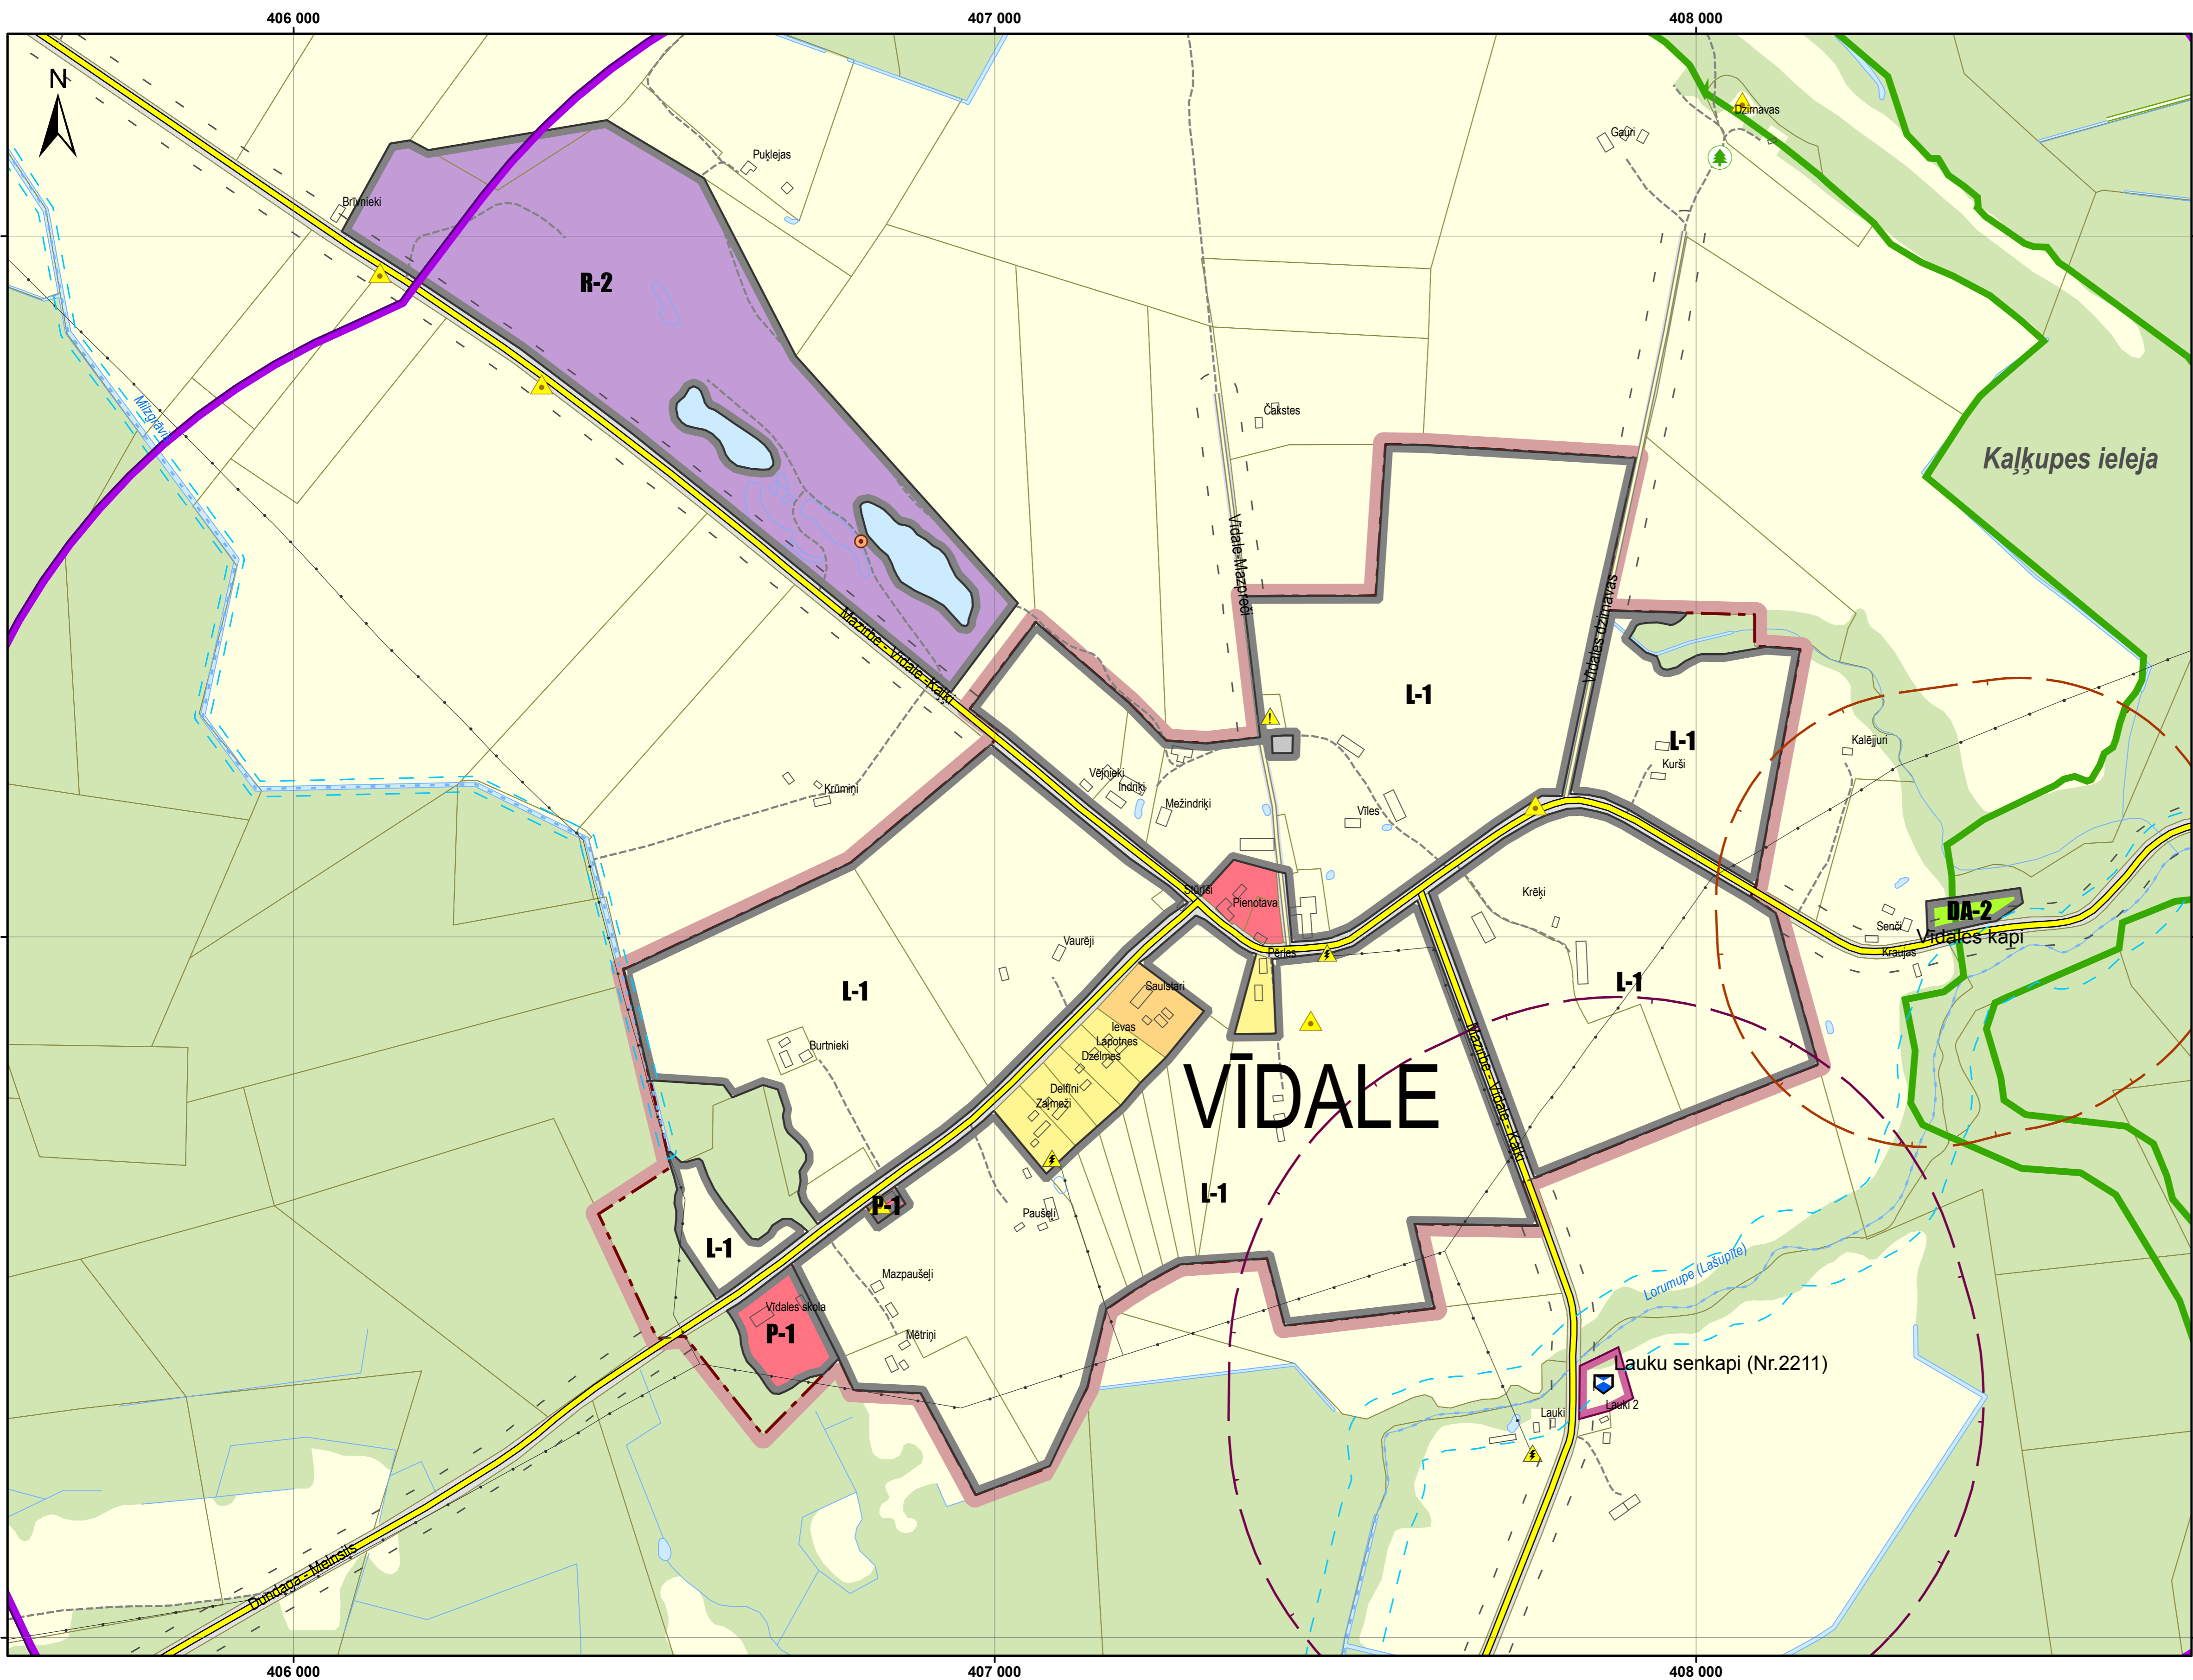 406 000
407 000
408 000
N
Dzirnavas
Gauri
Puķlejas
Brīvnieki
R-2
Milzgrāvis
Čakstes
Kaļķupes ieleja
Vīdale-Mazpreči
Vīdales dzirnavas
Mazirbe - Vīdale -Kaļķi
L-1
L-1
Kurši
Kalējjuri
Vējnieki
Indriķi
Mežindriķi
Krūmiņi
Vīles
Stūrīši
Pienotava
Krēķi
DA-2
Vīdales kapi
Senči
Kraujas
Vaurēji
Pērles
L-1
L-1
Saulstari
Ievas
Lapotnes
Dzelmes
Delfīni
Zaļmeži
Burtnieki
VĪDALE
Mazirbe - Vīdale - Kaļķi
P-1
L-1
Paušeļi
L-1
Mazpaušeļi
Lorumupe (Lašupīte)
Vīdales skola
P-1
Mētriņi
Lauku senkapi (Nr.2211)
Lauki
Lauki 2
Dundaga - Melnsils
406 000
407 000
408 000